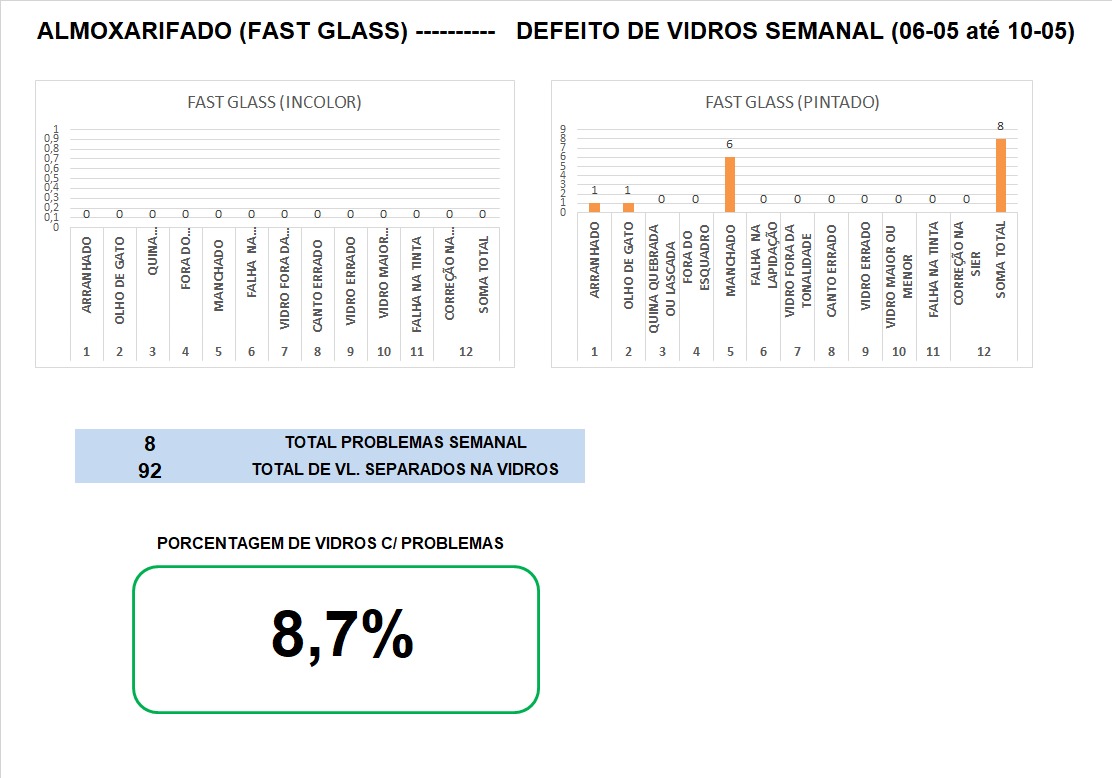 ALMOXARIFADO (FAST GLASS) ---------- DEFEITO DE VIDROS SEMANAL (06-05 até 10-05)
FAST GLASS (INCOLOR)
1
0,9
0,8
0,7
0,6
0,5
0,4
0,3
0,2
0,1
0
0 0 0 0 0 0 0 0 0 0 0 0 0
ARRANHADO
OLHO DE GATO
QUINA...
FORA DO...
MANCHADO
FALHA NA...
VIDRO FORA DA...
CANTO ERRADO
VIDRO ERRADO
VIDRO MAIOR...
FALHA NA TINTA
CORREÇÃO NA...
SOMA TOTAL
1 2 3 4 5 6 7 8 9 10 11 12
FAST GLASS (PINTADO)
9
8
7
6
5
4
3
2
1
0
1 1 0 0 6 0 0 0 0 0 0 0 8
ARRANHADO
OLHO DE GATO
QUINA QUEBRADA
OU LASCADA
FORA DO
ESQUADRO
MANCHADO
FALHA NA
LAPIDAÇÃO
VIDRO FORA DA
TONALIDADE
CANTO ERRADO
VIDRO ERRADO
VIDRO MAIOR OU
MENOR
FALHA NA TINTA
CORREÇÃO NA
SIER
SOMA TOTAL
1 2 3 4 5 6 7 8 9 10 11 12
8 TOTAL PROBLEMAS SEMANAL
92 TOTAL DE VL. SEPARADOS NA VIDROS
PORCENTAGEM DE VIDROS C/ PROBLEMAS
8,7%